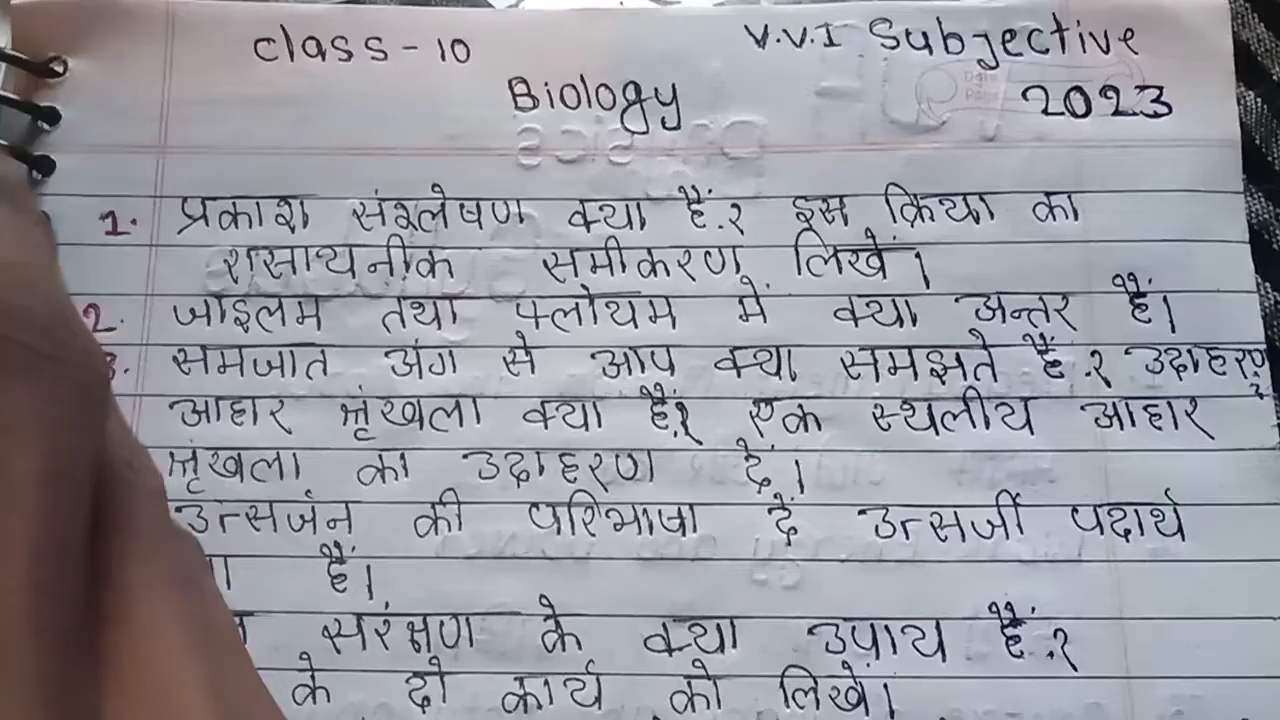 Class-10 V.V.I Subjective
Biology 2023
1. प्रकाश संश्लेषण क्या हैं.? इस क्रिया का
रासायनीक समीकरण लिखें।
2. जाइलम तथा फ्लोयम में क्या अन्तर हैं।
3. समजात अंग से आप क्या समझते हैं.? उदाहरण
आहार शृंखला क्या हैं.? एक स्थलीय आहार
शृंखला का उदाहरण दें।
उत्सर्जन की परिभाषा दें उत्सर्जी पदार्थ
हैं।
सरंक्षण के क्या उपाय हैं.?
के दो कार्य को लिखें।